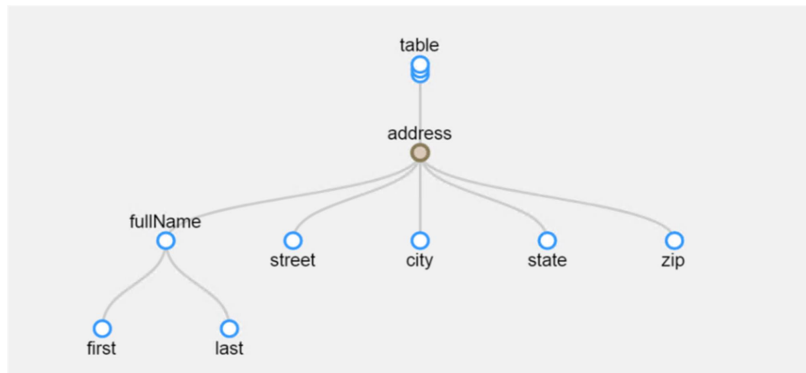 table
address
fullName
street city state zip
first last